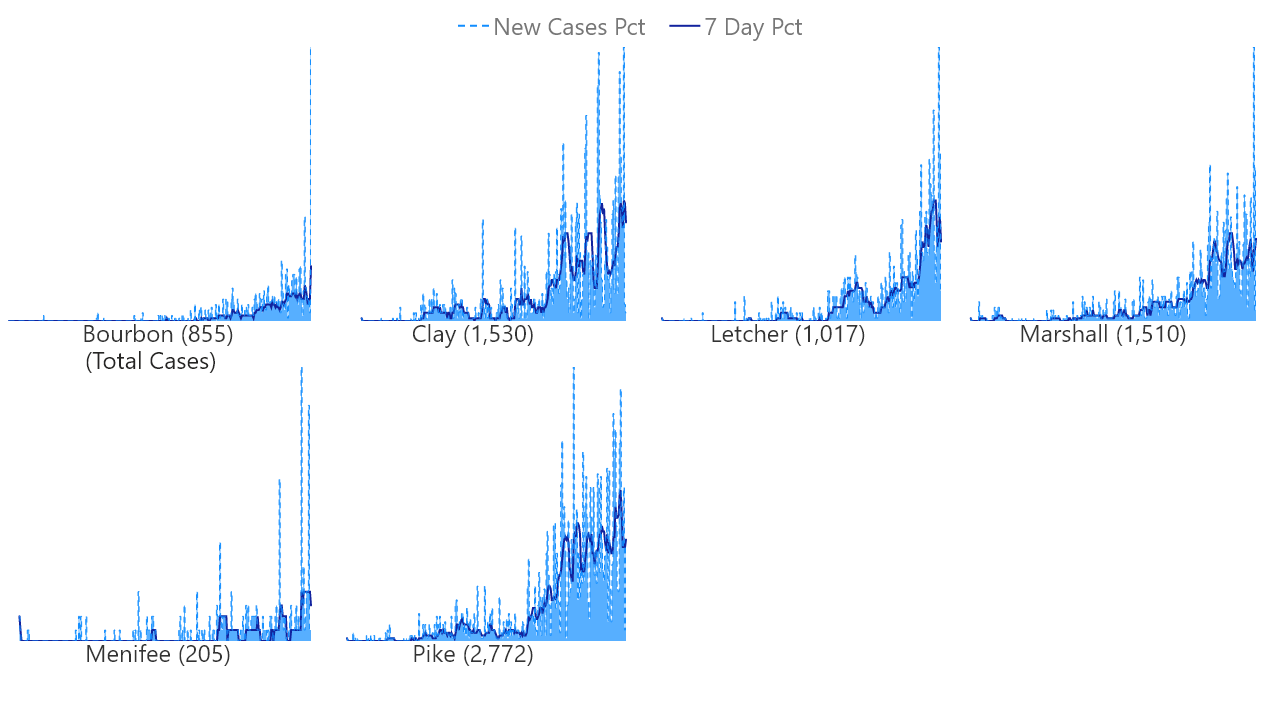 New Cases Pct 7 Day Pct
Bourbon (855)
(Total Cases)
Clay (1,530)
Letcher (1,017)
Marshall (1,510)
Menifee (205)
Pike (2,772)